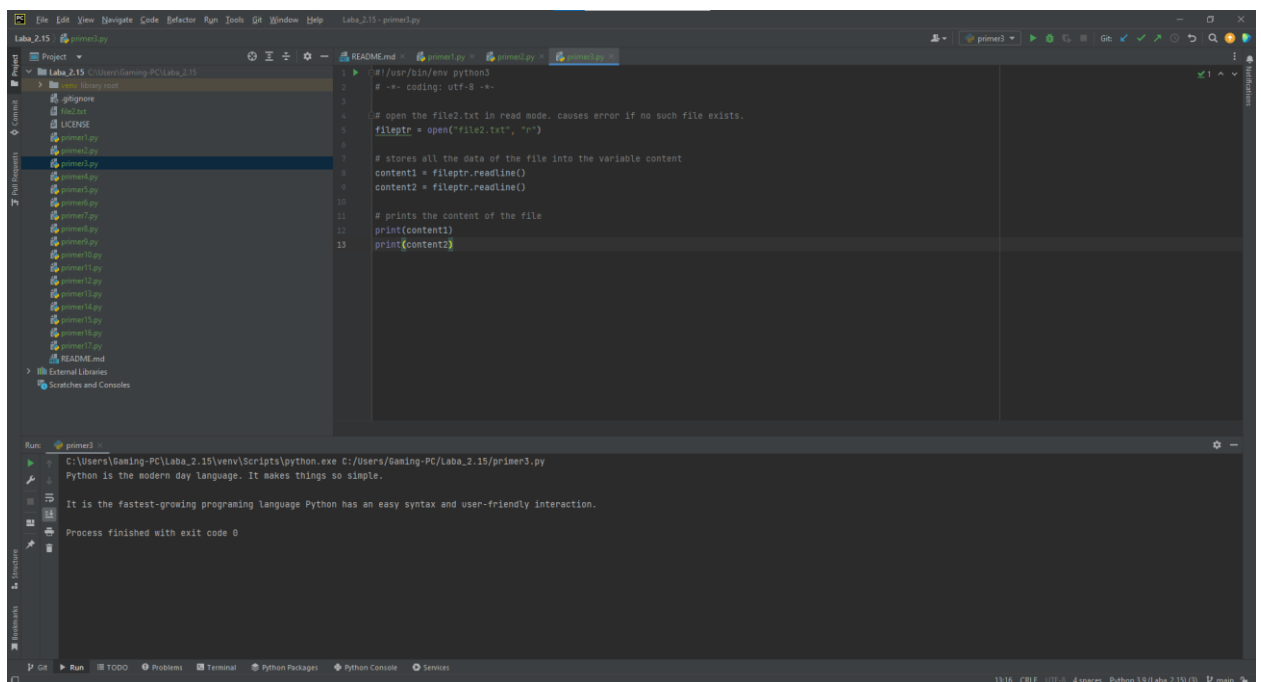 PC File Edit View Navigate Code Refactor Run Tools Git Window Help Laba_2.15 - primer3.py
Laba_2.15 primer3.py primer3 Git:
Project README.md primer1.py primer2.py primer3.py
Laba_2.15 C:\Users\Gaming-PC\Laba_2.15
venv library root
.gitignore
file2.txt
LICENSE
primer1.py
primer2.py
primer3.py
primer4.py
primer5.py
primer6.py
primer7.py
primer8.py
primer9.py
primer10.py
primer11.py
primer12.py
primer13.py
primer14.py
primer15.py
primer16.py
primer17.py
README.md
External Libraries
Scratches and Consoles
Project
Commit
Pull Requests
1 #!/usr/bin/env python3
2 # -*- coding: utf-8 -*-
3
4 # open the file2.txt in read mode. causes error if no such file exists.
5 fileptr = open("file2.txt", "r")
6
7 # stores all the data of the file into the variable content
8 content1 = fileptr.readline()
9 content2 = fileptr.readline()
10
11 # prints the content of the file
12 print(content1)
13 print(content2)
1
Notifications
Run: primer3
C:\Users\Gaming-PC\Laba_2.15\venv\Scripts\python.exe C:/Users/Gaming-PC/Laba_2.15/primer3.py
Python is the modern day language. It makes things so simple.
It is the fastest-growing programing language Python has an easy syntax and user-friendly interaction.
Process finished with exit code 0
Structure
Bookmarks
Git Run TODO Problems Terminal Python Packages Python Console Services
13:16 CRLF UTF-8 4 spaces Python 3.9 (Laba_2.15) (3) main